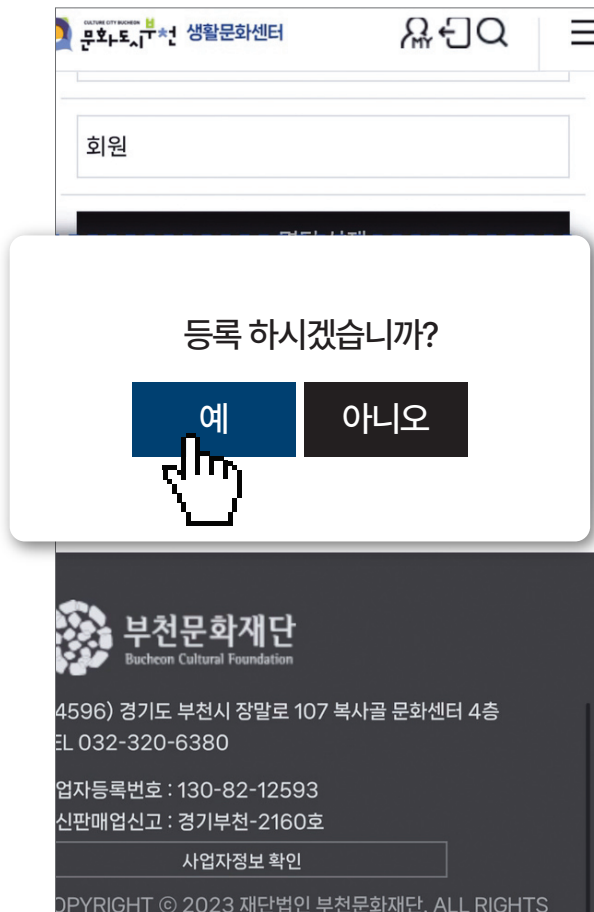 CULTURE CITY BUCHEON
문화도시부천 생활문화센터
MY
회원
등록 하시겠습니까?
예 아니오
부천문화재단
Bucheon Cultural Foundation
4596) 경기도 부천시 장말로 107 복사골 문화센터 4층
EL 032-320-6380
업자등록번호 : 130-82-12593
신판매업신고 : 경기부천-2160호
사업자정보 확인
OPYRIGHT ⓒ 2023 재단법인 부천문화재단. ALL RIGHTS